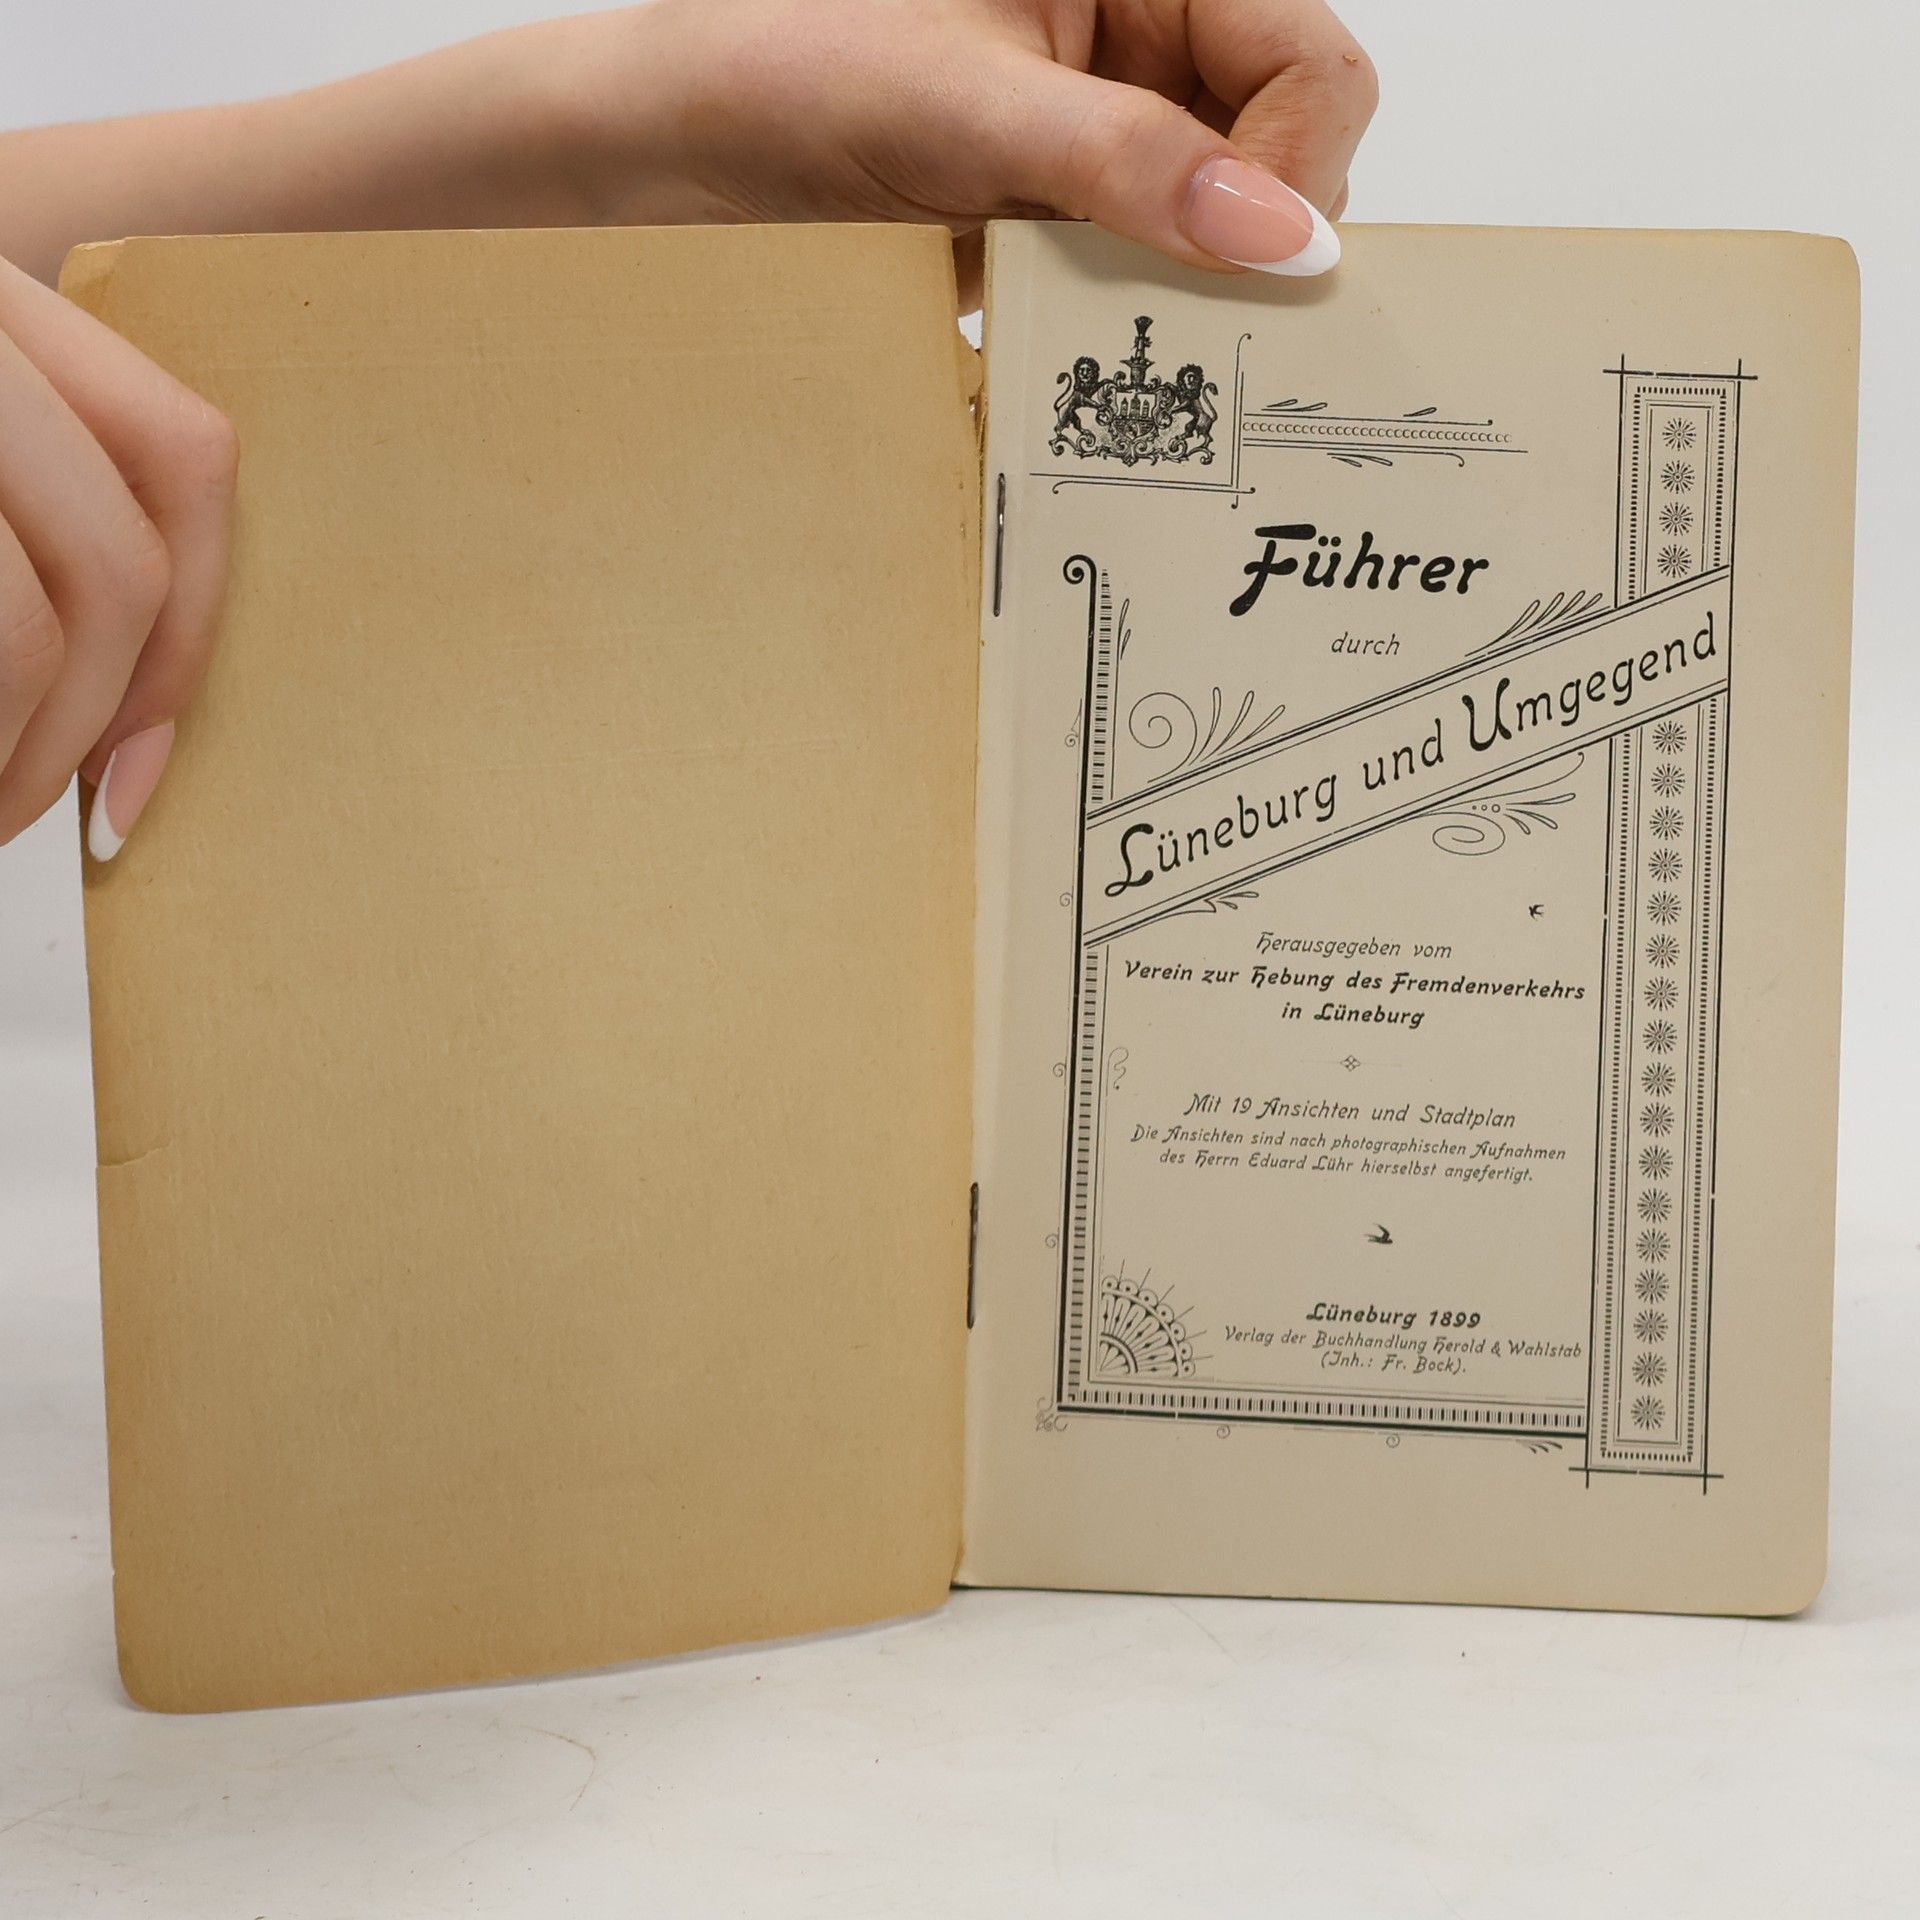 Führer
durch
Lüneburg und Umgegend
Herausgegeben vom
Verein zur Hebung des Fremdenverkehrs
in Lüneburg
Mit 19 Ansichten und Stadtplan
Die Ansichten sind nach photographischen Aufnahmen
des Herrn Eduard Lühr hierselbst angefertigt.
Lüneburg 1899
Verlag der Buchhandlung Herold & Wahlstab
(Inh.: Fr. Bock).